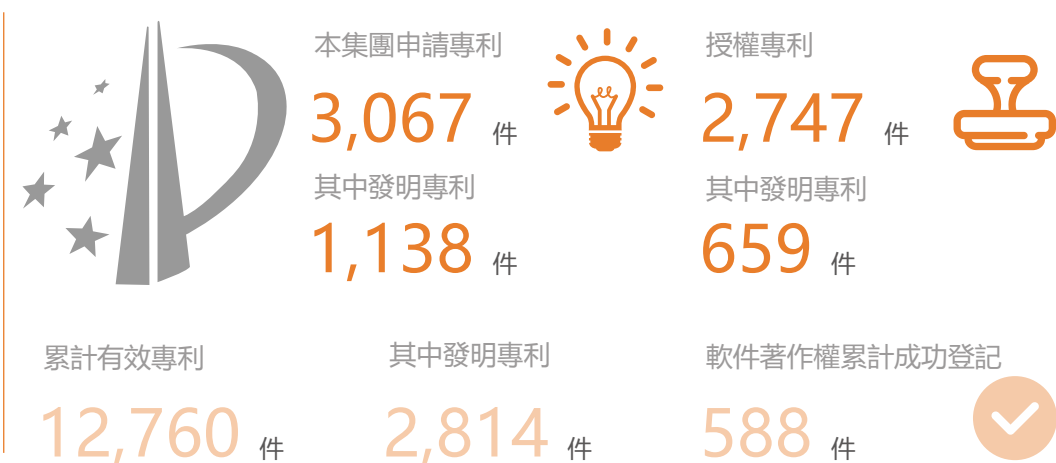 本集團申請專利
3,067 件
其中發明專利
1,138 件
授權專利
2,747 件
其中發明專利
659 件
累計有效專利
12,760 件
其中發明專利
2,814 件
軟件著作權累計成功登記
588 件